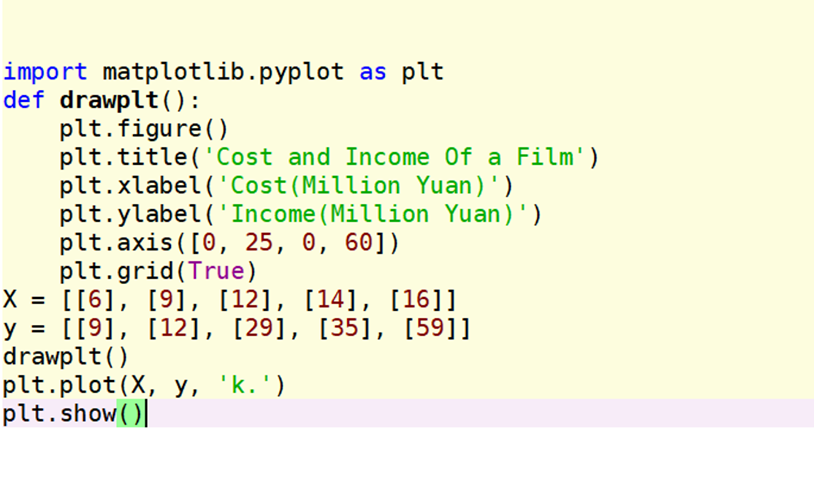 import matplotlib.pyplot as plt
def drawplt():
    plt.figure()
    plt.title('Cost and Income Of a Film')
    plt.xlabel('Cost(Million Yuan)')
    plt.ylabel('Income(Million Yuan)')
    plt.axis([0, 25, 0, 60])
    plt.grid(True)
X = [[6], [9], [12], [14], [16]]
y = [[9], [12], [29], [35], [59]]
drawplt()
plt.plot(X, y, 'k.')
plt.show()